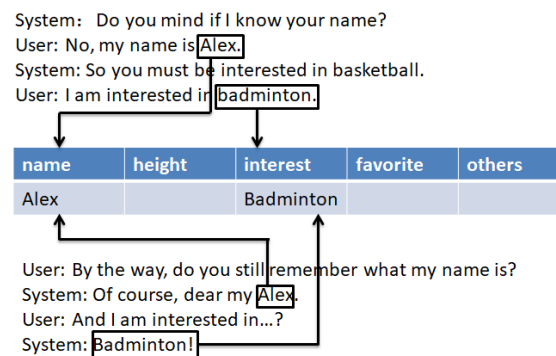 System: Do you mind if I know your name?
User: No, my name is Alex.
System: So you must be interested in basketball.
User: I am interested in badminton.
name height interest favorite others
Alex Badminton
User: By the way, do you still remember what my name is?
System: Of course, dear my Alex.
User: And I am interested in...?
System: Badminton!